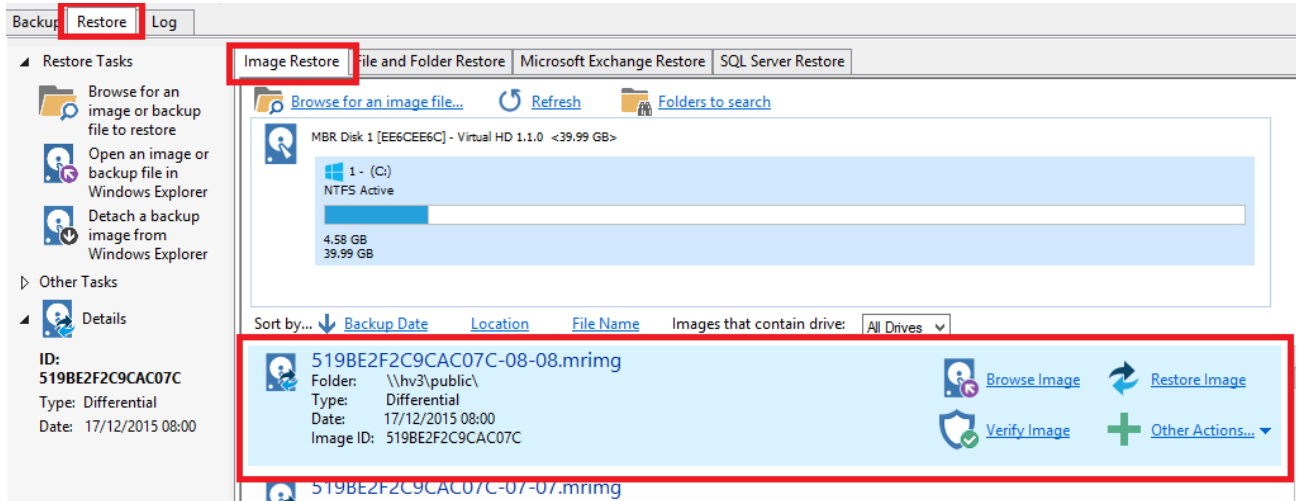 Backup Restore Log
Restore Tasks
Browse for an
image or backup
file to restore
Open an image or
backup file in
Windows Explorer
Detach a backup
image from
Windows Explorer
Other Tasks
Details
ID:
519BE2F2C9CAC07C
Type: Differential
Date: 17/12/2015 08:00
Image Restore File and Folder Restore Microsoft Exchange Restore SQL Server Restore
Browse for an image file... Refresh Folders to search
MBR Disk 1 [EE6CEE6C] - Virtual HD 1.1.0 <39.99 GB>
1 - (C:)
NTFS Active
4.58 GB
39.99 GB
Sort by... Backup Date Location File Name Images that contain drive: All Drives
519BE2F2C9CAC07C-08-08.mrimg
Folder: \\hv3\public\
Type: Differential
Date: 17/12/2015 08:00
Image ID: 519BE2F2C9CAC07C
Browse Image Restore Image
Verify Image Other Actions...
519BE2F2C9CAC07C-07-07.mrimg